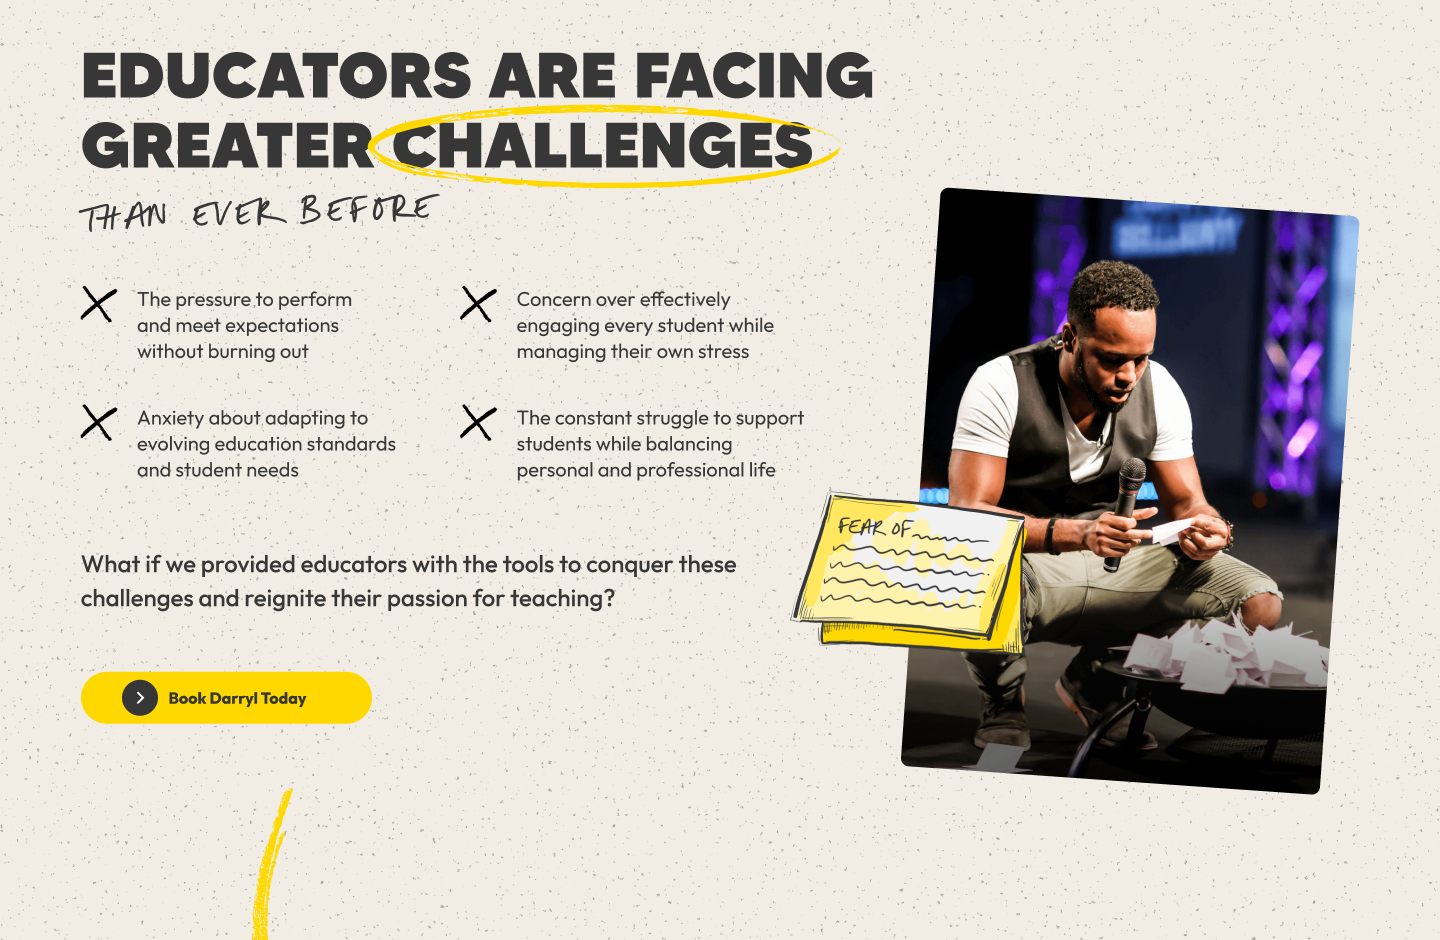 EDUCATORS ARE FACING
GREATER CHALLENGES
THAN EVER BEFORE
The pressure to perform
and meet expectations
without burning out
Concern over effectively
engaging every student while
managing their own stress
Anxiety about adapting to
evolving education standards
and student needs
The constant struggle to support
students while balancing
personal and professional life
FEAR OF
What if we provided educators with the tools to conquer these
challenges and reignite their passion for teaching?
Book Darryl Today